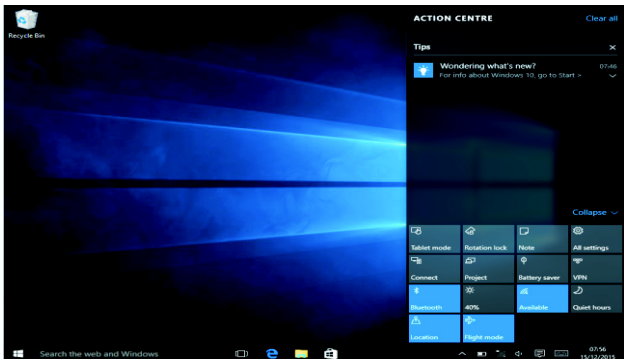 Recycle Bin
ACTION CENTRE
Clear all
Tips
Wondering what's new?
07:46
For info about Windows 10, go to Start >
Collapse
Tablet mode
Rotation lock
Note
All settings
Connect
Project
Battery saver
VPN
Bluetooth
40%
Available
Quiet hours
Location
Flight mode
Search the web and Windows
07:56
15/12/2015